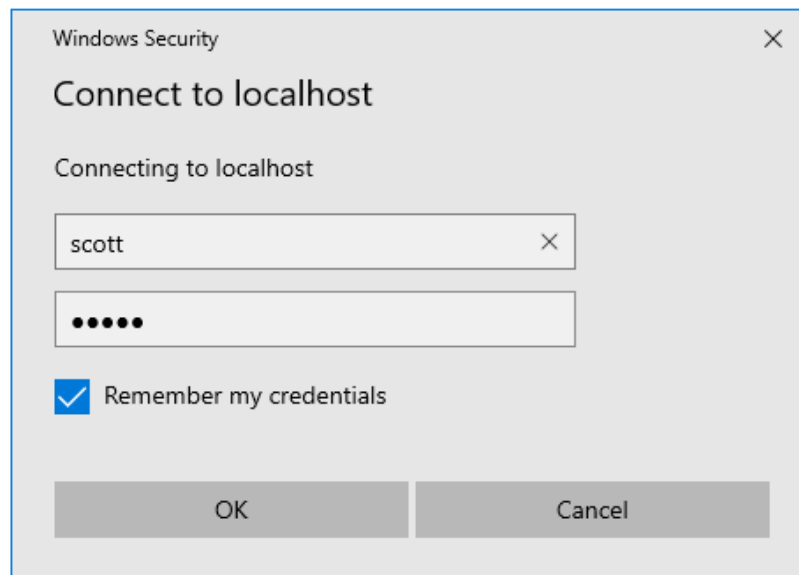 Windows Security
Connect to localhost
Connecting to localhost
scott
•••••
Remember my credentials
OK Cancel